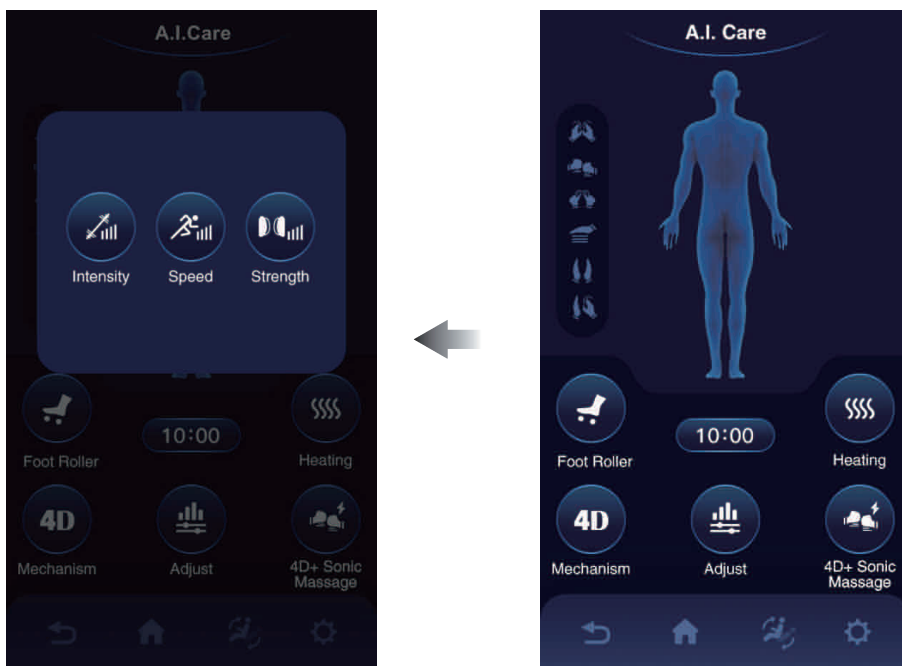 A.I.Care
Intensity
Speed
Strength
10:00
Foot Roller
Heating
4D
Mechanism
Adjust
4D+ Sonic
Massage
A.I. Care
10:00
Foot Roller
Heating
4D
Mechanism
Adjust
4D+ Sonic
Massage